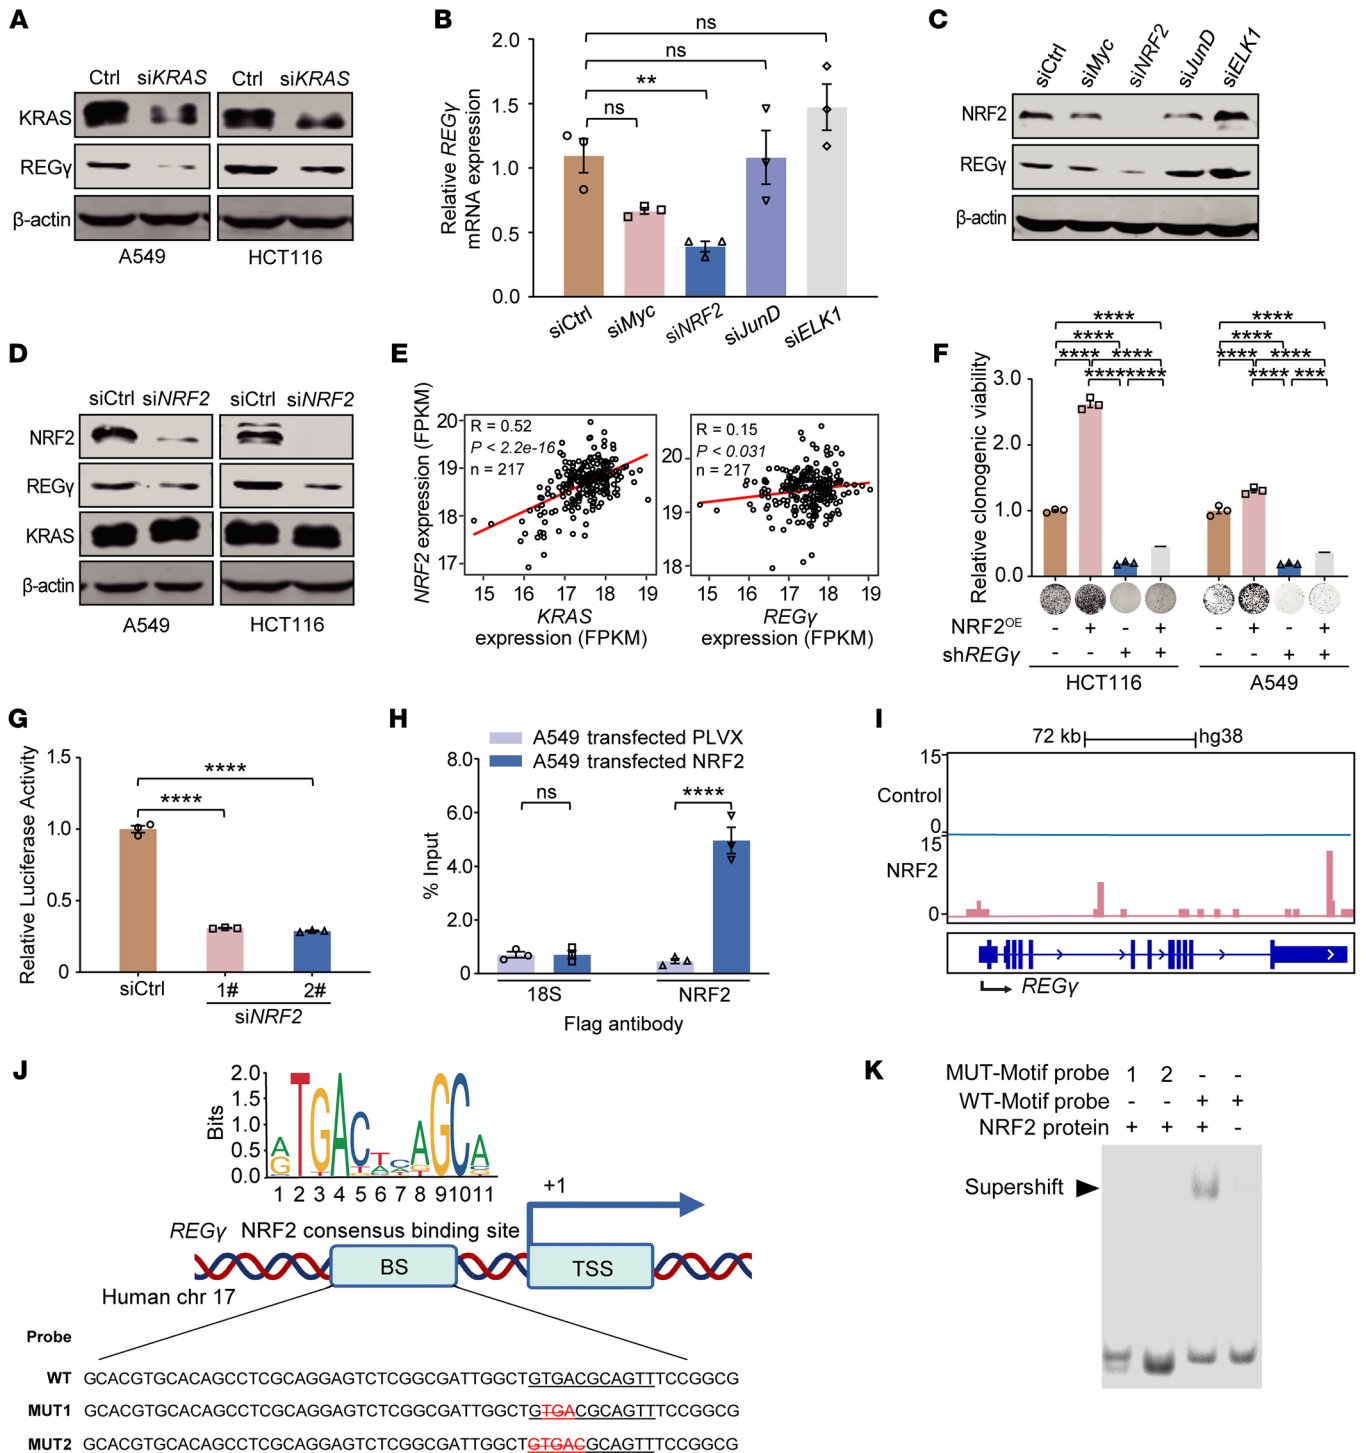 A
Ctrl siKRAS Ctrl siKRAS
KRAS
REGγ
β-actin
A549 HCT116
B
Relative REGγ
mRNA expression
2.0
1.5
1.0
0.5
0.0
ns
ns
**
ns
siCtrl siMyc siNRF2 siJunD siELK1
C
siCtrl siMyc siNRF2 siJunD siELK1
NRF2
REGγ
β-actin
D
siCtrl siNRF2 siCtrl siNRF2
NRF2
REGγ
KRAS
β-actin
A549 HCT116
E
NRF2 expression (FPKM)
20
19
18
17
R = 0.52
P < 2.2e-16
n = 217
15 16 17 18 19
KRAS
expression (FPKM)
20
19
18
R = 0.15
P < 0.031
n = 217
15 16 17 18 19
REGγ
expression (FPKM)
F
Relative clonogenic viability
3.0
2.0
1.0
0.0
**** ****
**** ****
**** **** **** ****
******** **** ***
NRF2OE - + - + - + - +
shREGγ - - + + - - + +
HCT116 A549
G
Relative Luciferase Activity
1.5
1.0
0.5
0
****
****
siCtrl 1# 2#
siNRF2
H
A549 transfected PLVX
A549 transfected NRF2
% Input
8.0
6.0
4.0
2.0
0
ns ****
18S NRF2
Flag antibody
I
72 kb hg38
15
Control
0
15
NRF2
0
REGγ
J
Bits
2.0
1.5
1.0
0.5
0.0
1 2 3 4 5 6 7 8 9 10 11
+1
REGγ NRF2 consensus binding site
BS TSS
Human chr 17
Probe
WT GCACGTGCACAGCCTCGCAGGAGTCTCGGCGATTGGCTGTGACGCAGTTTCCGGCG
MUT1 GCACGTGCACAGCCTCGCAGGAGTCTCGGCGATTGGCTGTGACGCAGTTTCCGGCG
MUT2 GCACGTGCACAGCCTCGCAGGAGTCTCGGCGATTGGCTGTGACGCAGTTTCCGGCG
K
MUT-Motif probe 1 2 - -
WT-Motif probe - - + +
NRF2 protein + + + -
Supershift